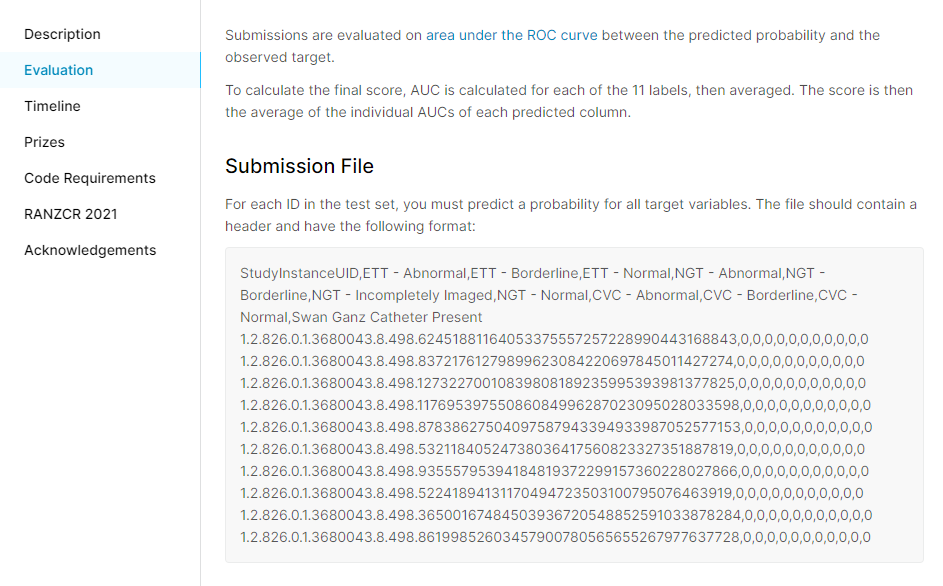 Description
Evaluation
Timeline
Prizes
Code Requirements
RANZCR 2021
Acknowledgements
Submissions are evaluated on area under the ROC curve between the predicted probability and the
observed target.
To calculate the final score, AUC is calculated for each of the 11 labels, then averaged. The score is then
the average of the individual AUCs of each predicted column.
Submission File
For each ID in the test set, you must predict a probability for all target variables. The file should contain a
header and have the following format:
StudyInstanceUID,ETT - Abnormal,ETT - Borderline,ETT - Normal,NGT - Abnormal,NGT -
Borderline,NGT - Incompletely Imaged,NGT - Normal,CVC - Abnormal,CVC - Borderline,CVC -
Normal,Swan Ganz Catheter Present
1.2.826.0.1.3680043.8.498.62451881164053375557257228990443168843,0,0,0,0,0,0,0,0,0,0,0
1.2.826.0.1.3680043.8.498.83721761279899623084220697845011427274,0,0,0,0,0,0,0,0,0,0,0
1.2.826.0.1.3680043.8.498.12732270010839808189235995393981377825,0,0,0,0,0,0,0,0,0,0,0
1.2.826.0.1.3680043.8.498.11769539755086084996287023095028033598,0,0,0,0,0,0,0,0,0,0,0
1.2.826.0.1.3680043.8.498.87838627504097587943394933987052577153,0,0,0,0,0,0,0,0,0,0,0
1.2.826.0.1.3680043.8.498.53211840524738036417560823327351887819,0,0,0,0,0,0,0,0,0,0,0
1.2.826.0.1.3680043.8.498.93555795394184819372299157360228027866,0,0,0,0,0,0,0,0,0,0,0
1.2.826.0.1.3680043.8.498.52241894131170494723503100795076463919,0,0,0,0,0,0,0,0,0,0,0
1.2.826.0.1.3680043.8.498.36500167484503936720548852591033878284,0,0,0,0,0,0,0,0,0,0,0
1.2.826.0.1.3680043.8.498.86199852603457900780565655267977637728,0,0,0,0,0,0,0,0,0,0,0